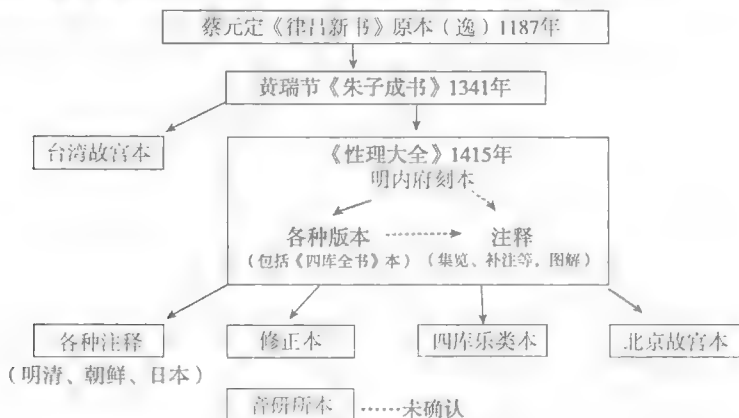 蔡元定《律吕新书》原本（逸）1187年
黄瑞节《朱子成书》1341年
台湾故宫本
《性理大全》1415年
明内府刻本
各种版本 注释
（包括《四库全书》本）（集览、补注等，图解）
各种注释 修正本 四库乐类本 北京故宫本
（明清、朝鲜、日本）
音研所本 ……未确认